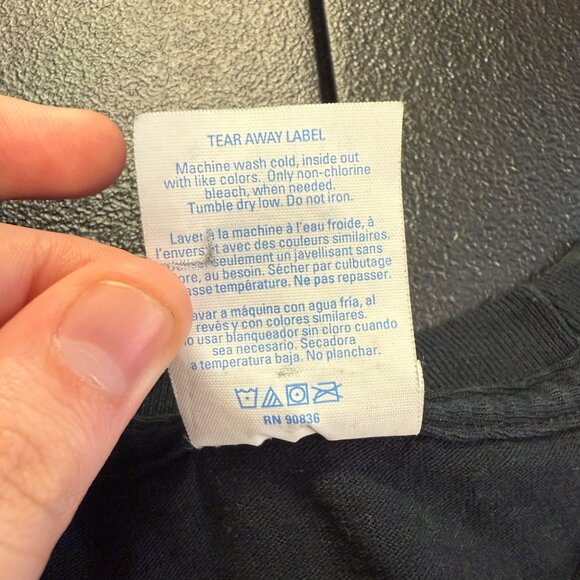 TEAR AWAY LABEL
Machine wash cold, inside out
with like colors. Only non-chlorine
bleach, when needed.
Tumble dry low. Do not iron.
Laver à la machine à l'eau froide, à
l'envers et avec des couleurs similaires.
seulement un javellisant sans
ore, au besoin. Sécher par culbutage
asse température. Ne pas repasser.
avar a máquina con agua fría, al
revés y con colores similares.
o usar blanqueador sin cloro cuando
sea necesario. Secadora
a temperatura baja. No planchar.
RN 90836